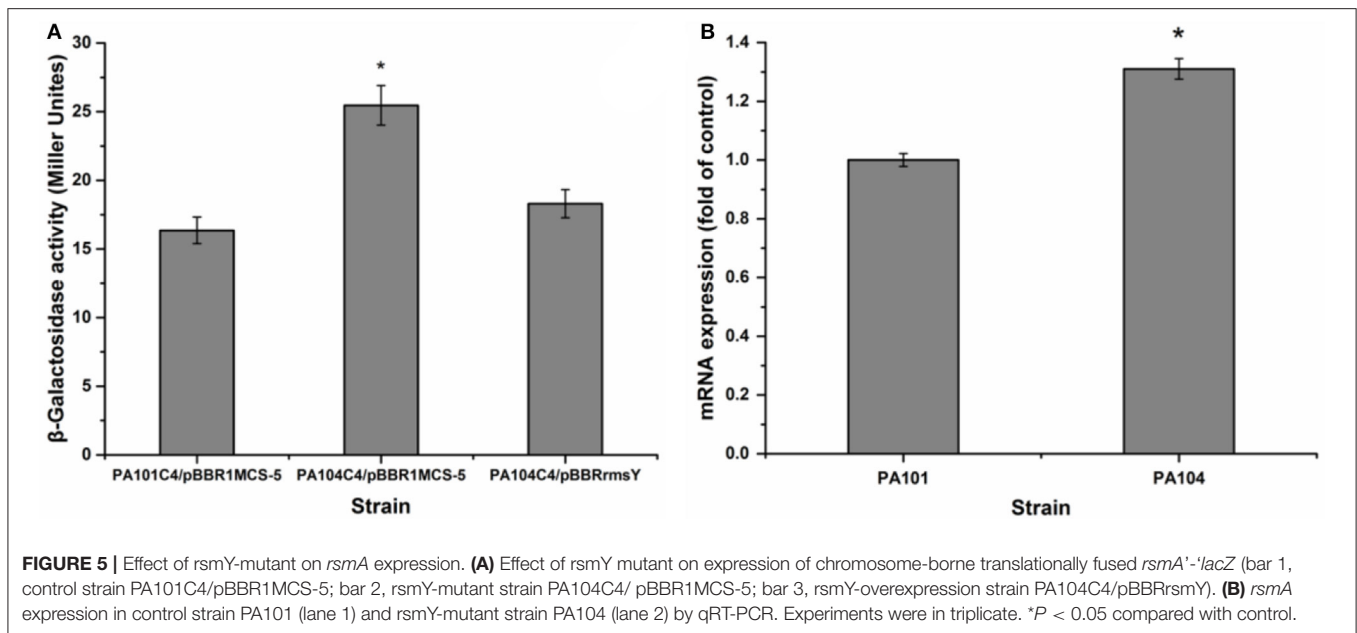 A
30
25
20
15
10
5
0
β-Galactosidase activity (Miller Unites)
*
PA101C4/pBBR1MCS-5 PA104C4/pBBR1MCS-5 PA104C4/pBBRrmsY
Strain
B
1.4
1.2
1.0
0.8
0.6
0.4
0.2
0.0
mRNA expression (fold of control)
*
PA101 PA104
Strain
FIGURE 5 | Effect of rsmY-mutant on rsmA expression. (A) Effect of rsmY mutant on expression of chromosome-borne translationally fused rsmA'-'lacZ (bar 1,
control strain PA101C4/pBBR1MCS-5; bar 2, rsmY-mutant strain PA104C4/ pBBR1MCS-5; bar 3, rsmY-overexpression strain PA104C4/pBBRrsmY). (B) rsmA
expression in control strain PA101 (lane 1) and rsmY-mutant strain PA104 (lane 2) by qRT-PCR. Experiments were in triplicate. *P < 0.05 compared with control.